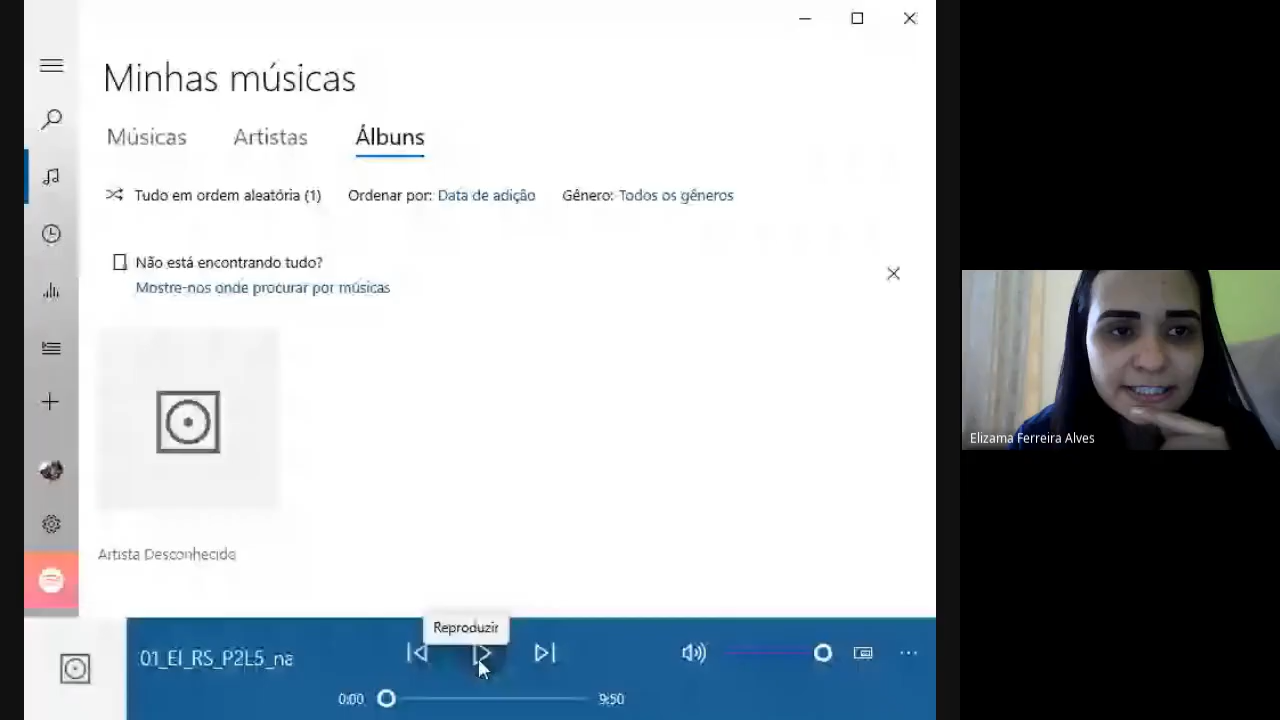 Minhas músicas
Músicas Artistas Álbuns
Tudo em ordem aleatória (1) Ordenar por: Data de adição Gênero: Todos os gêneros
Não está encontrando tudo?
Mostre-nos onde procurar por músicas
Artista Desconhecido
Reproduzir
01_EI_RS_P2L5_na
0:00 9:50
Elizama Ferreira Alves